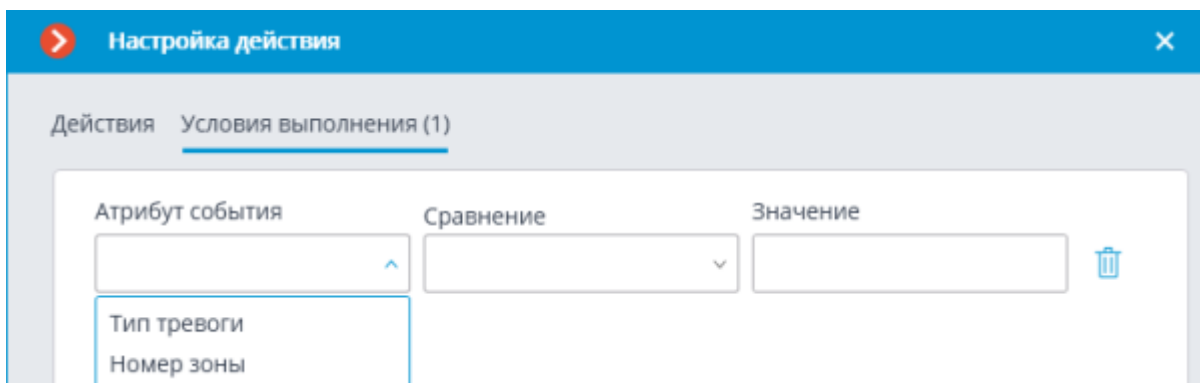 Настройка действия
Действия Условия выполнения (1)
Атрибут события Сравнение Значение
Тип тревоги
Номер зоны